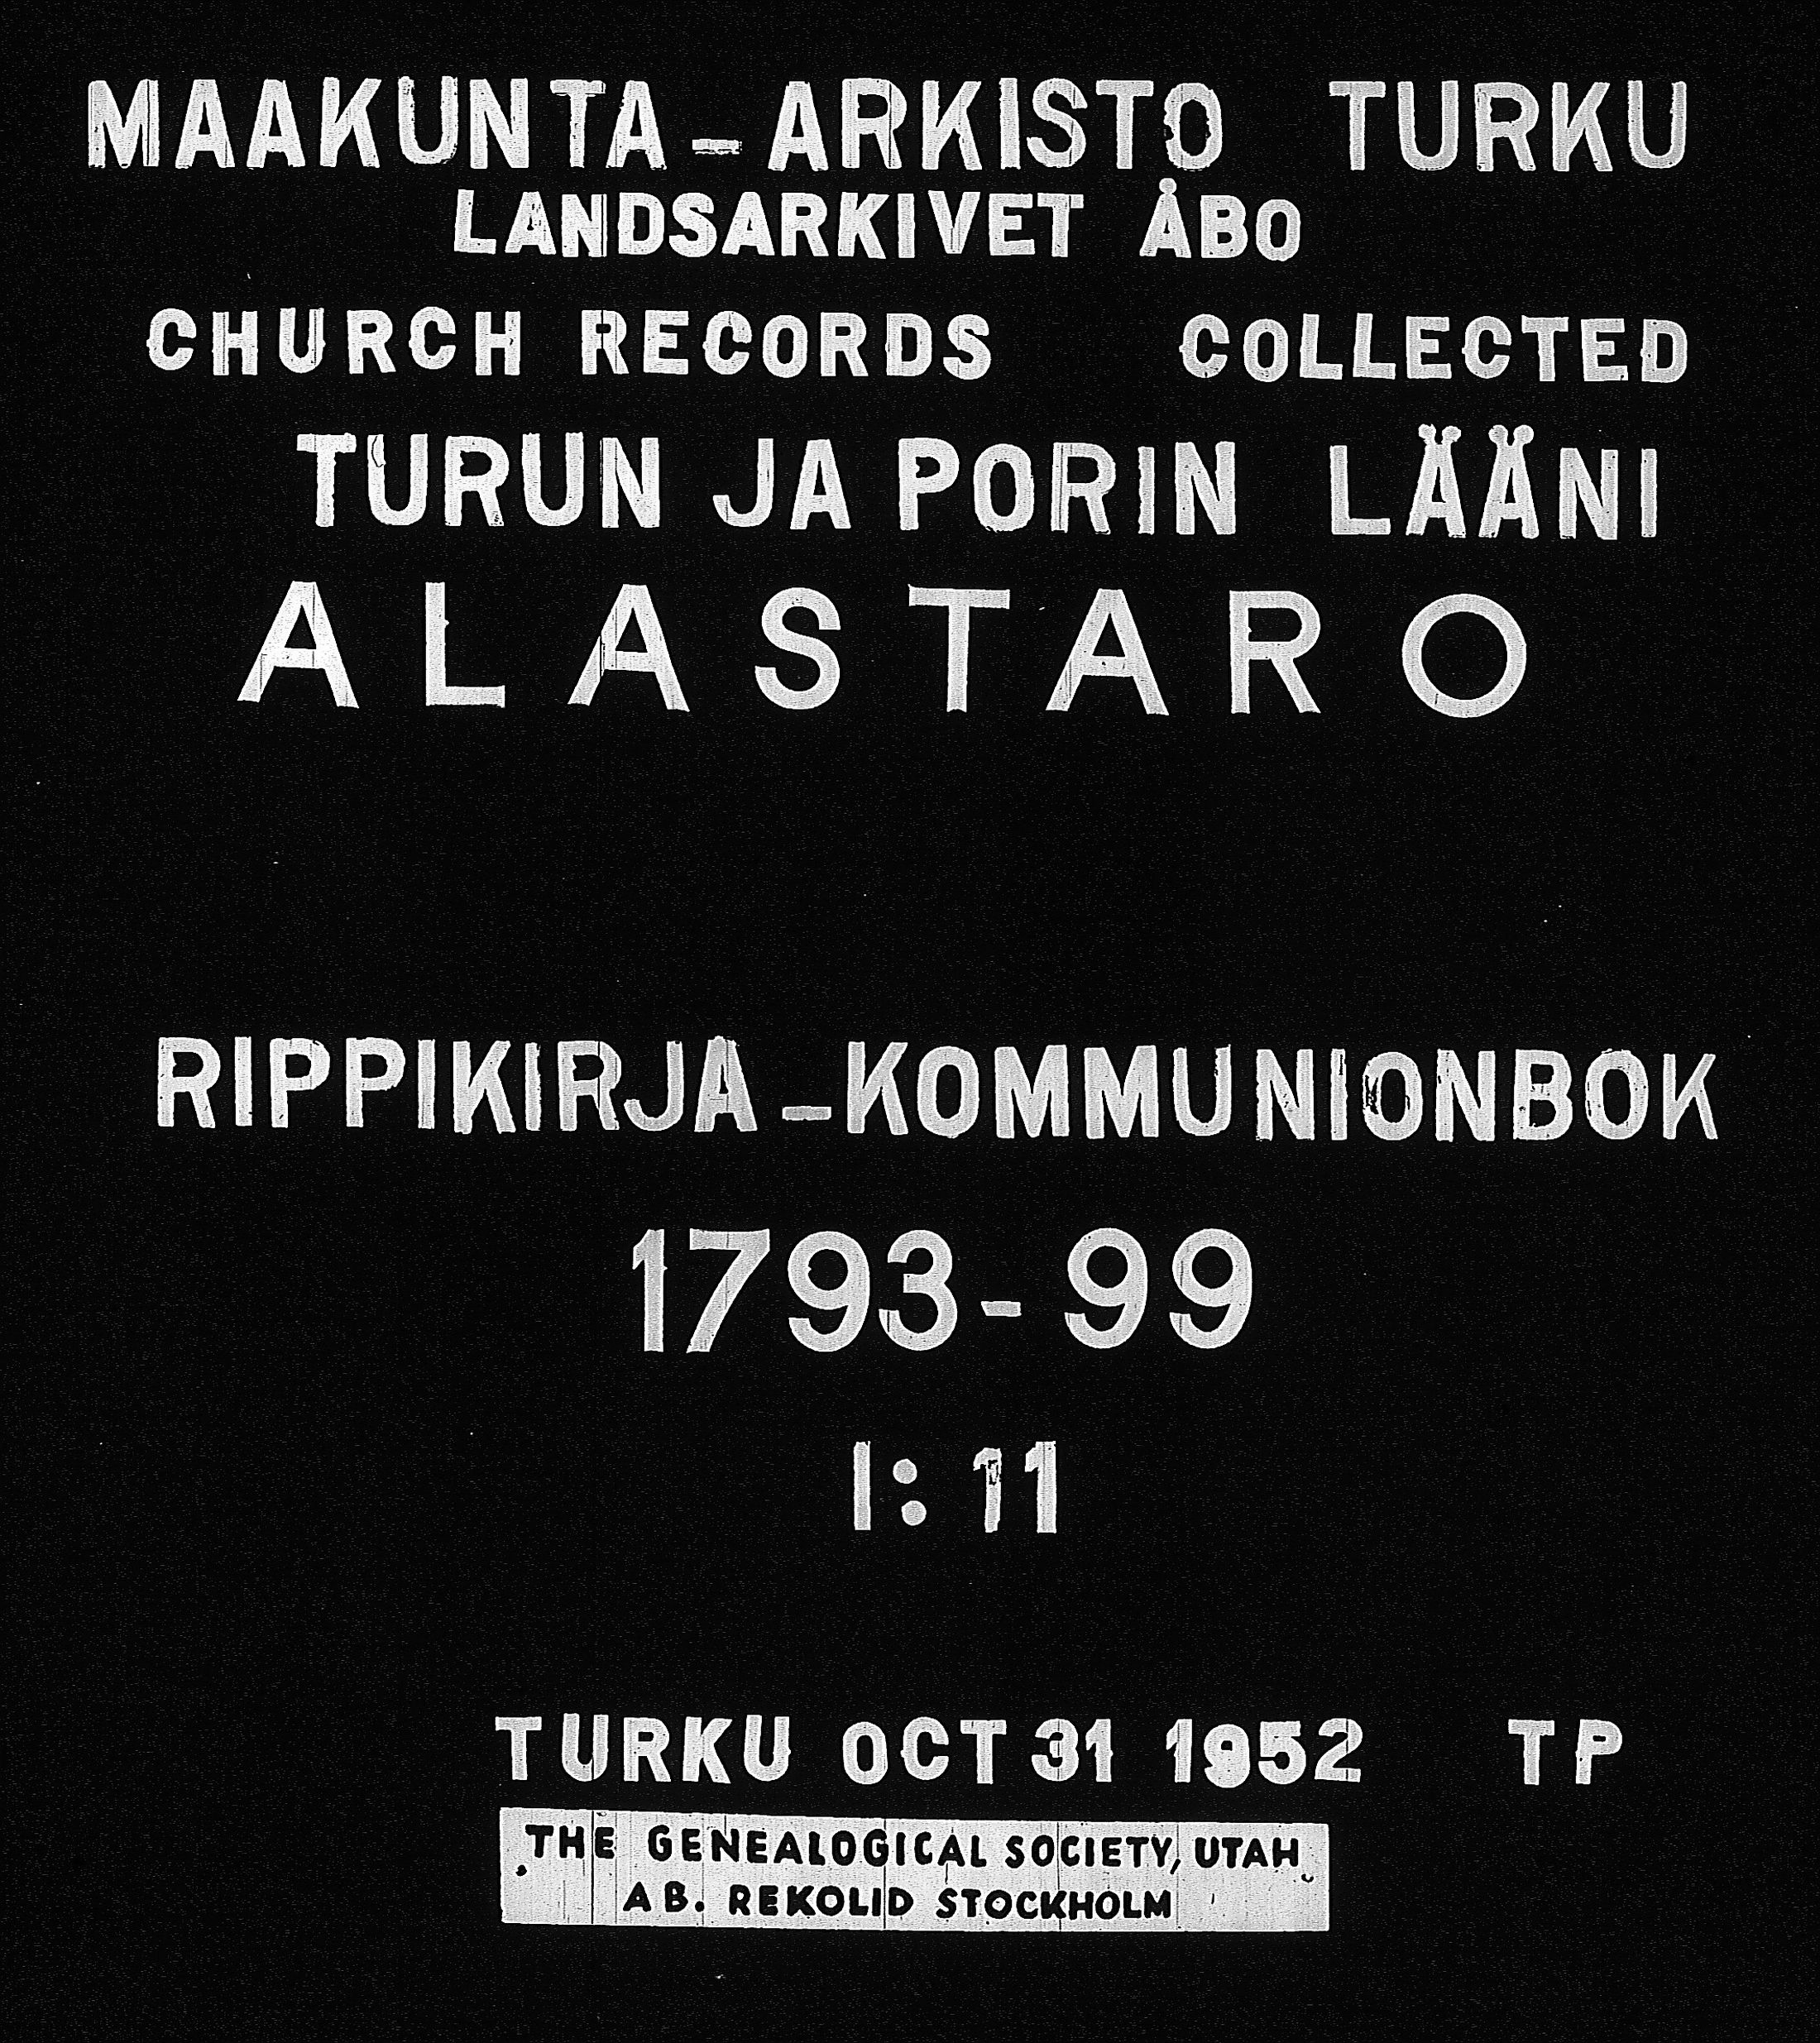 MAAKUNTA-ARKISTO TURKU
LANDSARKIVET ÅBO
CHURCH RECORDS COLLECTED
TURUN JA PORIN LÄÄNI
ALASTARO
RIPPIKIRJA-KOMMUNIONBOK
1793-99
I: 11
TURKU OCT 31 1952 TP
THE GENEALOGICAL SOCIETY, UTAH
AB. REKOLID STOCKHOLM